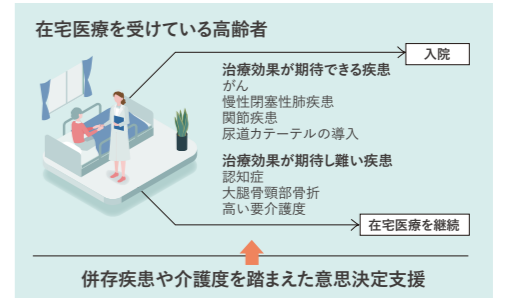 在宅医療を受けている高齢者
入院
治療効果が期待できる疾患
がん
慢性閉塞性肺疾患
関節疾患
尿道カテーテルの導入
治療効果が期待し難い疾患
認知症
大腿骨頸部骨折
高い要介護度
在宅医療を継続
併存疾患や介護度を踏まえた意思決定支援